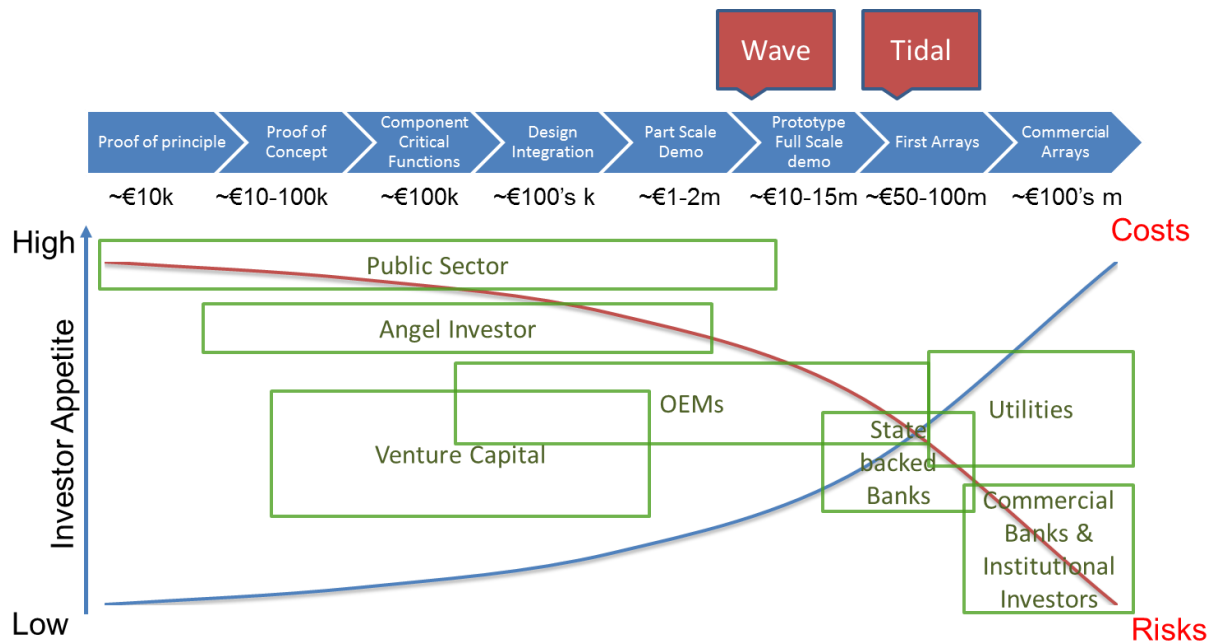 Wave
Tidal
Proof of principle
Proof of
Concept
Component
Critical
Functions
Design
Integration
Part Scale
Demo
Prototype
Full Scale
demo
First Arrays
Commercial
Arrays
~€10k
~€10-100k
~€100k
~€100's k
~€1-2m
~€10-15m
~€50-100m
~€100's m
High
Costs
Public Sector
Angel Investor
Investor Appetite
OEMs
Utilities
Venture Capital
State
backed
Banks
Commercial
Banks &
Institutional
Investors
Low
Risks